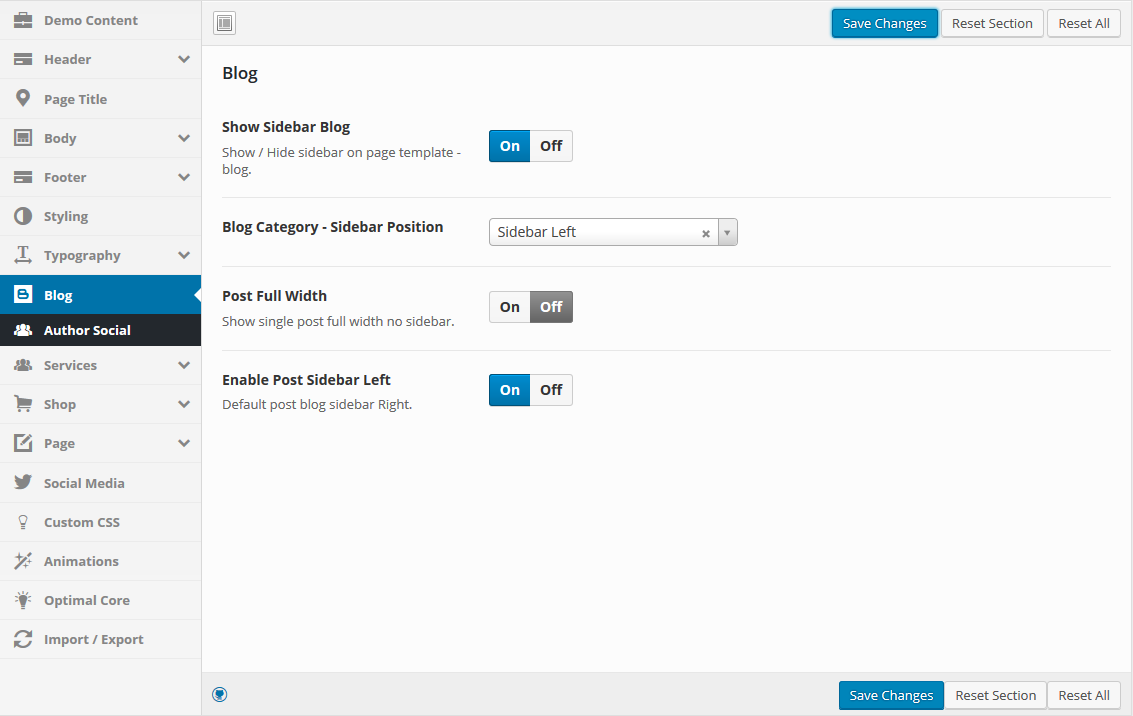 Demo Content
Header
Page Title
Body
Footer
Styling
Typography
Blog
Author Social
Services
Shop
Page
Social Media
Custom CSS
Animations
Optimal Core
Import / Export
Save Changes Reset Section Reset All
Blog
Show Sidebar Blog
Show / Hide sidebar on page template -
blog.
On Off
Blog Category - Sidebar Position
Sidebar Left
Post Full Width
Show single post full width no sidebar.
On Off
Enable Post Sidebar Left
Default post blog sidebar Right.
On Off
Save Changes Reset Section Reset All